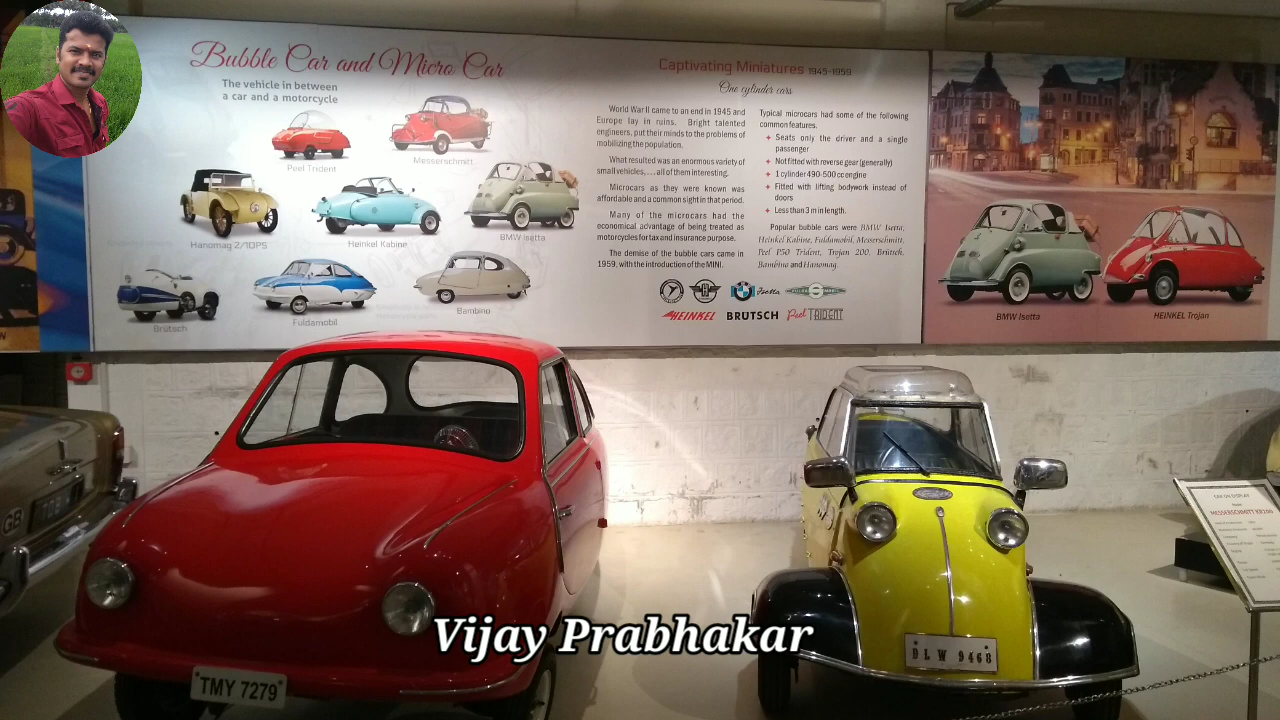 Bubble Car and Micro Car
The vehicle in between
a car and a motorcycle
Peel Trident
Messerschmitt
Hanomag 2/10PS
Heinkel Kabine
BMW Isetta
Brütsch
Fuldamobil
Bambino
Captivating Miniatures 1945-1959
One cylinder cars
World War II came to an end in 1945 and
Europe lay in ruins. Bright talented
engineers, put their minds to the problems of
mobilizing the population.
What resulted was an enormous variety of
small vehicles,....all of them interesting.
Microcars as they were known was
affordable and a common sight in that period.
Many of the microcars had the
economical advantage of being treated as
motorcycles for tax and insurance purpose.
The demise of the bubble cars came in
1959, with the introduction of the MINI.
Typical microcars had some of the following
common features.
+ Seats only the driver and a single
passenger
+ Not fitted with reverse gear (generally)
+ 1 cylinder 490-500 cc engine
+ Fitted with lifting bodywork instead of
doors
+ Less than 3 m in length.
Popular bubble cars were BMW Isetta,
Heinkel Kabine, Fuldamobil, Messerschmitt,
Peel P50 Trident, Trojan 200, Brütsch,
Bambino and Hanomag.
Isetta
HEINKEL
BRÜTSCH
Peel TRIDENT
BMW Isetta
HEINKEL Trojan
GB
CAR ON DISPLAY
MESSERSCHMITT KR200
TMY 7279
DLW 9468
Vijay Prabhakar